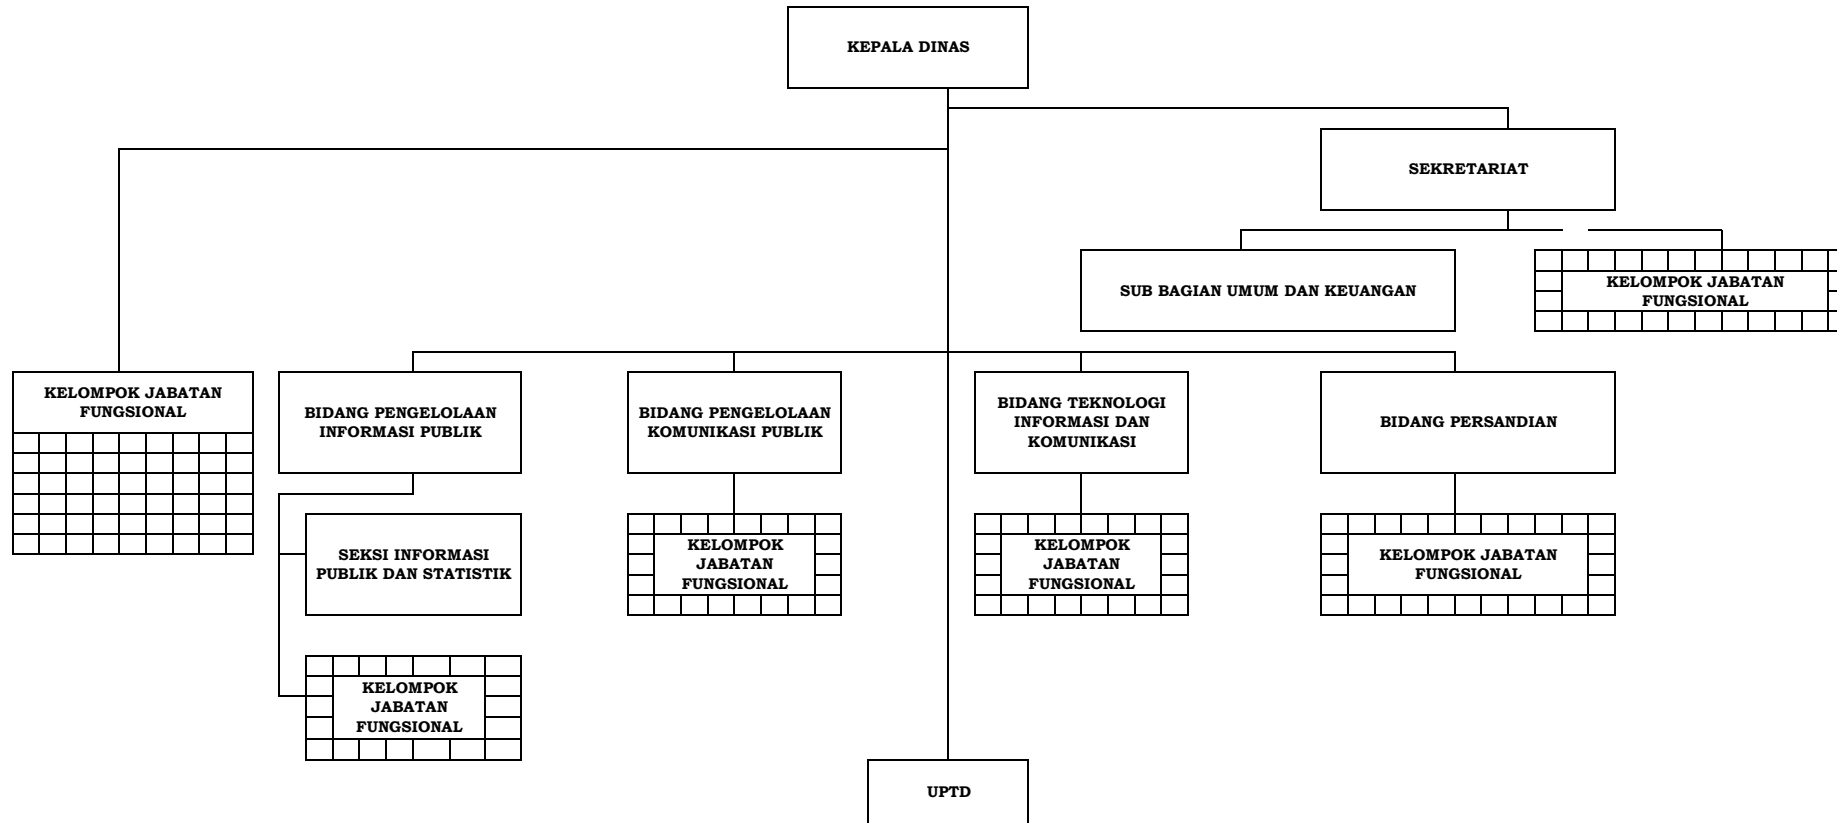 KEPALA DINAS
SEKRETARIAT
SUB BAGIAN UMUM DAN KEUANGAN
KELOMPOK JABATAN
FUNGSIONAL
KELOMPOK JABATAN
FUNGSIONAL
BIDANG PENGELOLAAN
INFORMASI PUBLIK
BIDANG PENGELOLAAN
KOMUNIKASI PUBLIK
BIDANG TEKNOLOGI
INFORMASI DAN
KOMUNIKASI
BIDANG PERSANDIAN
SEKSI INFORMASI
PUBLIK DAN STATISTIK
KELOMPOK
JABATAN
FUNGSIONAL
KELOMPOK
JABATAN
FUNGSIONAL
KELOMPOK JABATAN
FUNGSIONAL
KELOMPOK
JABATAN
FUNGSIONAL
UPTD